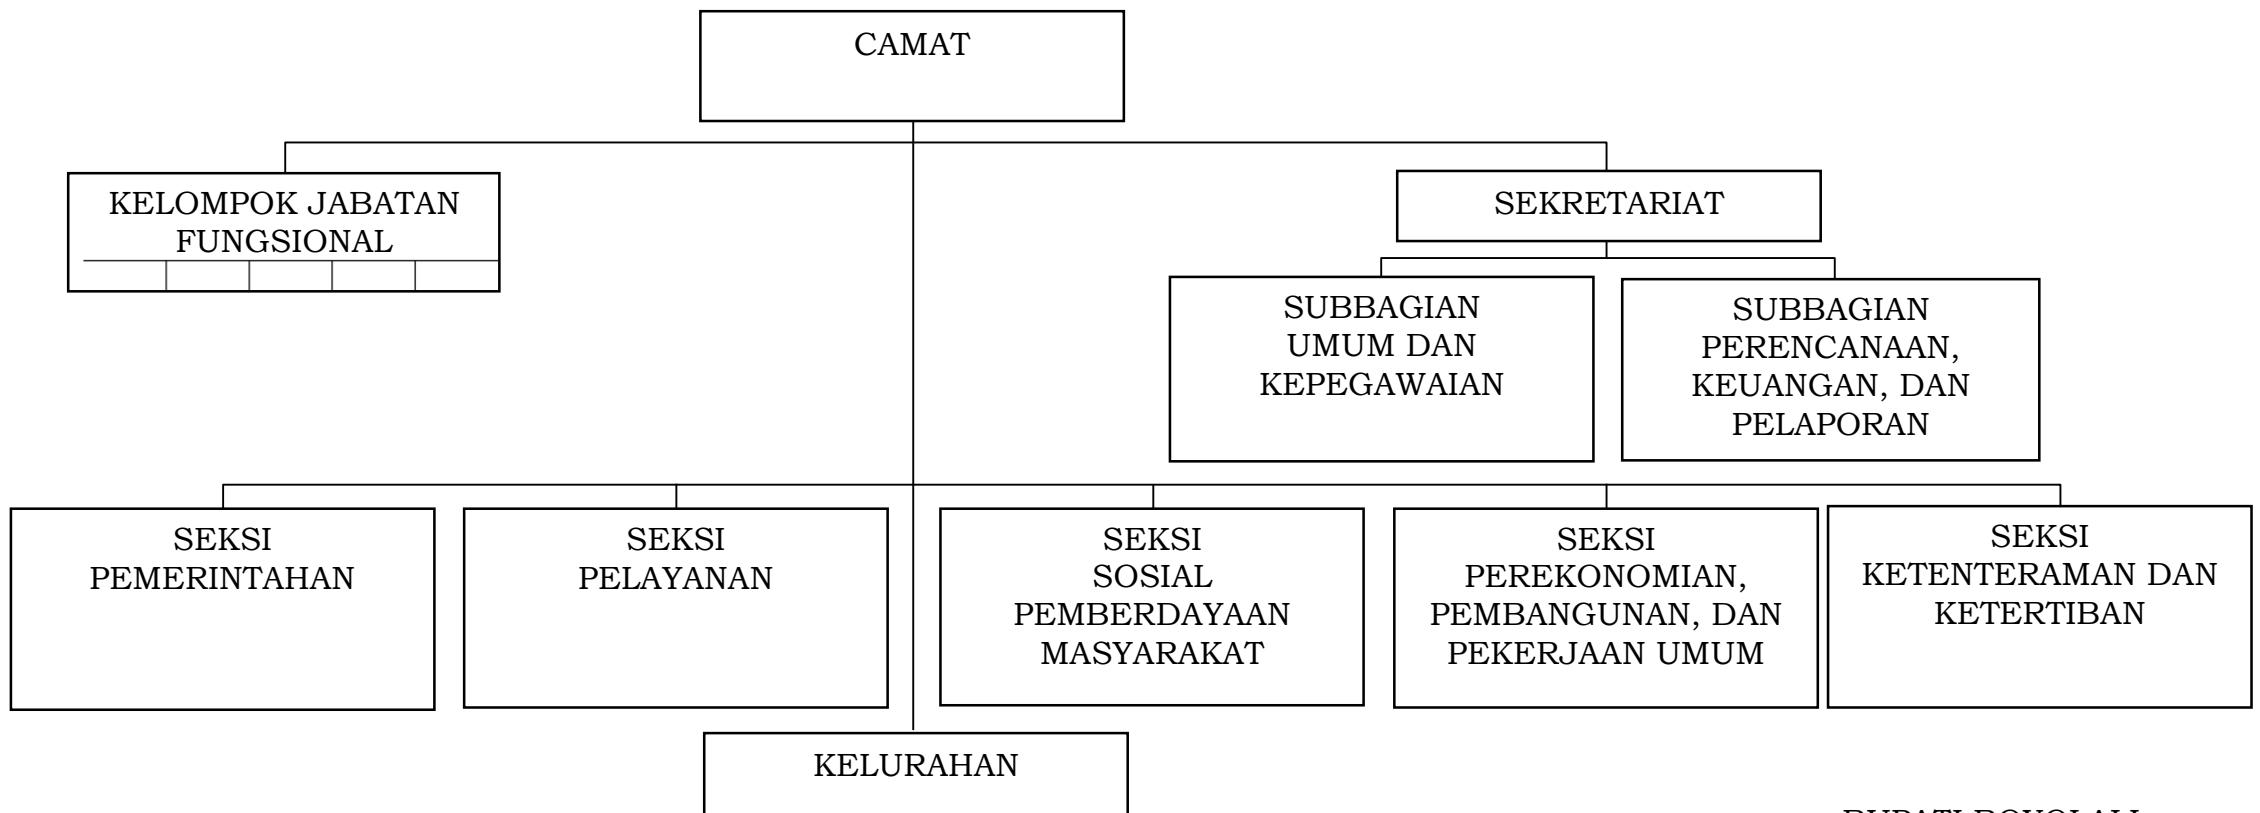 CAMAT
KELOMPOK JABATAN
FUNGSIONAL
SEKRETARIAT
SUBBAGIAN
UMUM DAN
KEPEGAWAIAN
SUBBAGIAN
PERENCANAAN,
KEUANGAN, DAN
PELAPORAN
SEKSI
PEMERINTAHAN
SEKSI
PELAYANAN
SEKSI
SOSIAL
PEMBERDAYAAN
MASYARAKAT
SEKSI
PEREKONOMIAN,
PEMBANGUNAN, DAN
PEKERJAAN UMUM
SEKSI
KETENTERAMAN DAN
KETERTIBAN
KELURAHAN